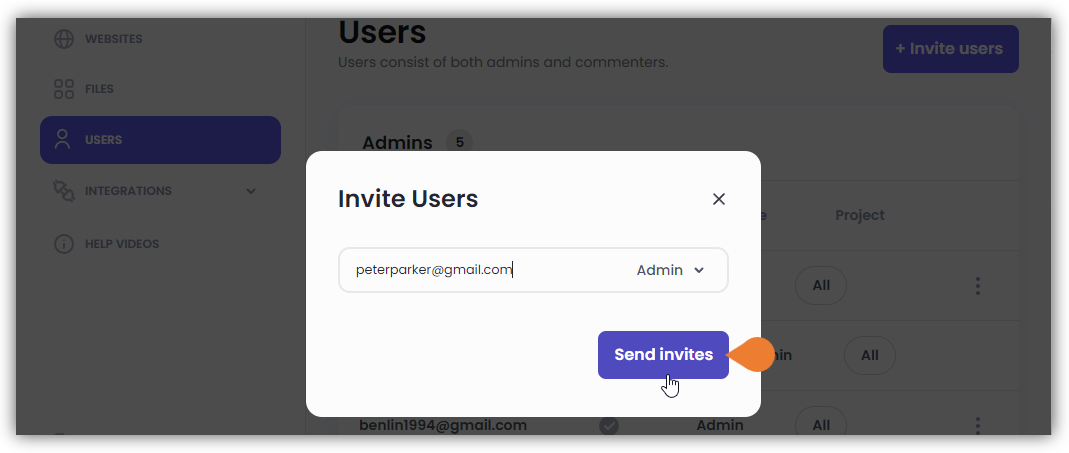 WEBSITES
FILES
USERS
INTEGRATIONS
HELP VIDEOS
Users
Users consist of both admins and commenters.
+ Invite users
Admins 5
Project
All
All
benlin1994@gmail.com Admin All
Invite Users
peterparker@gmail.com Admin
Send invites